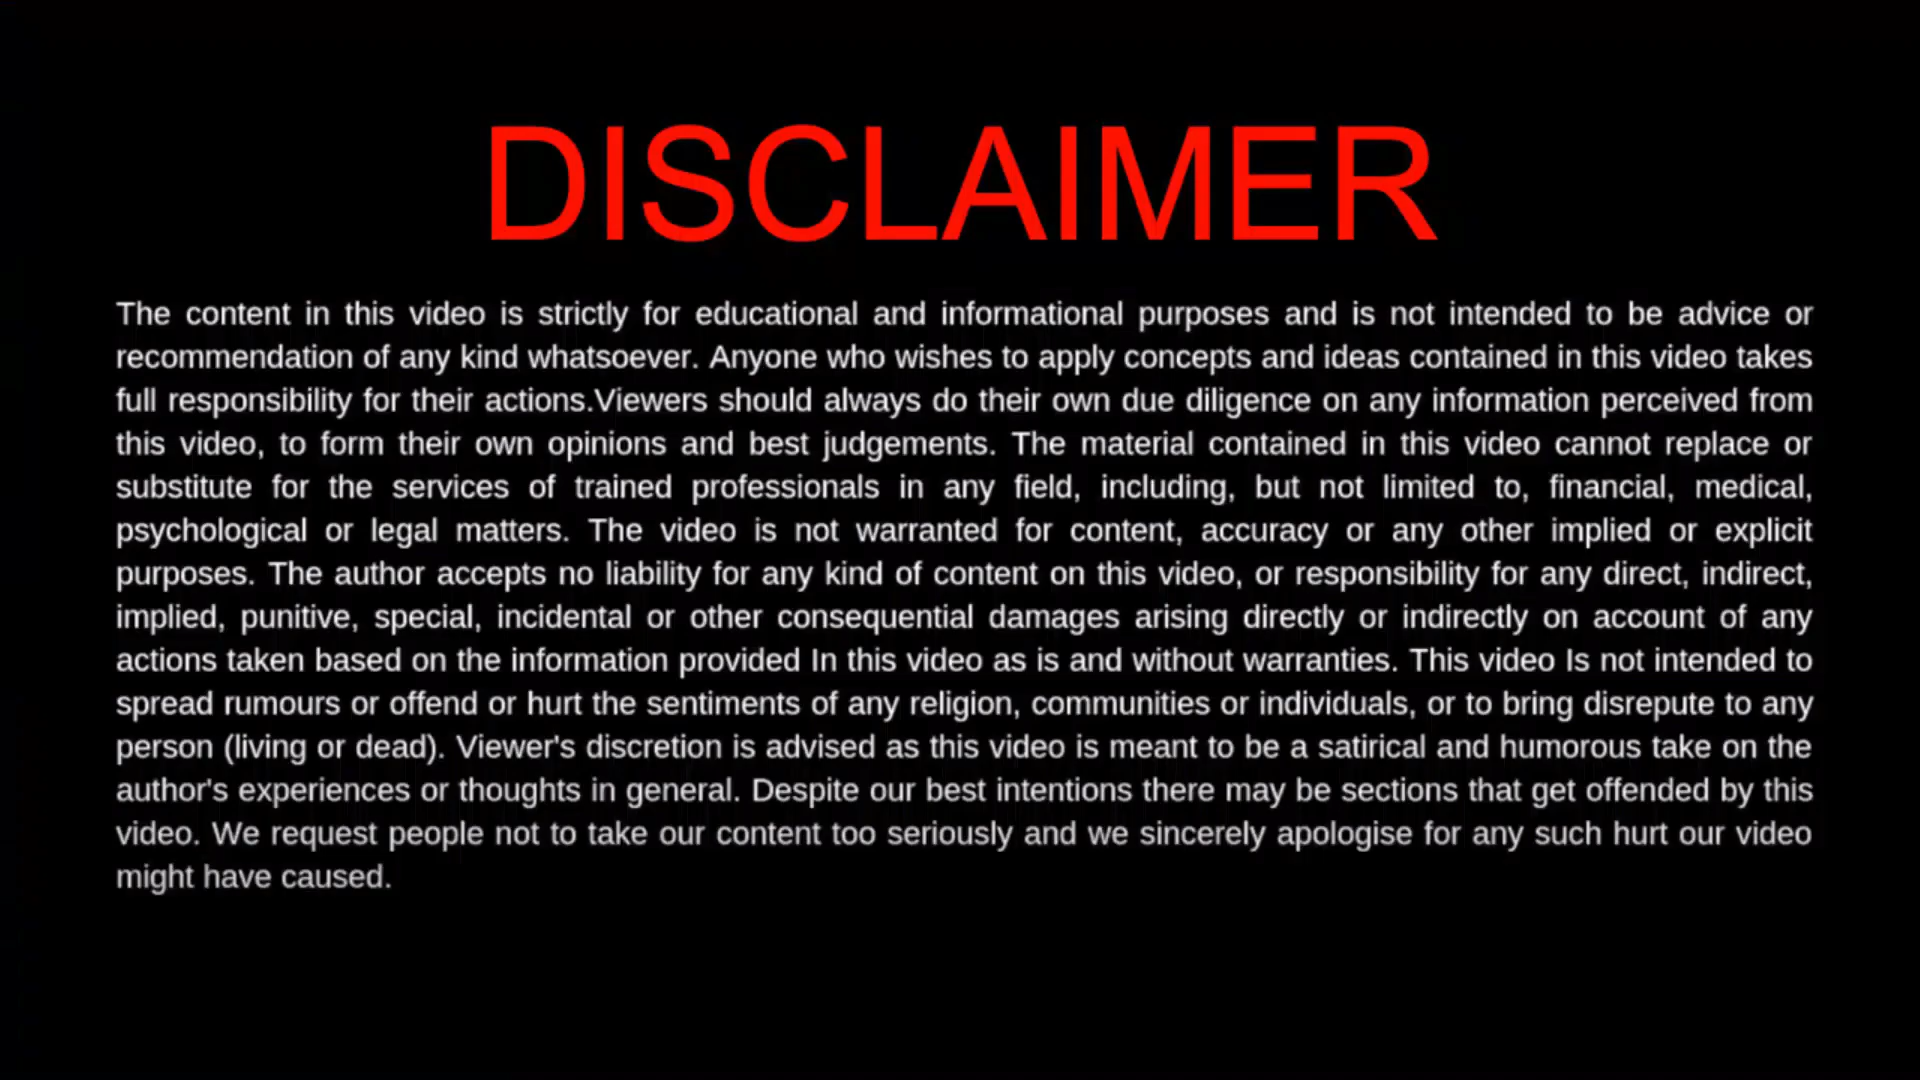 DISCLAIMER
The content in this video is strictly for educational and informational purposes and is not intended to be advice or
recommendation of any kind whatsoever. Anyone who wishes to apply concepts and ideas contained in this video takes
full responsibility for their actions.Viewers should always do their own due diligence on any information perceived from
this video, to form their own opinions and best judgements. The material contained in this video cannot replace or
substitute for the services of trained professionals in any field, including, but not limited to, financial, medical,
psychological or legal matters. The video is not warranted for content, accuracy or any other implied or explicit
purposes. The author accepts no liability for any kind of content on this video, or responsibility for any direct, indirect,
implied, punitive, special, incidental or other consequential damages arising directly or indirectly on account of any
actions taken based on the information provided In this video as is and without warranties. This video Is not intended to
spread rumours or offend or hurt the sentiments of any religion, communities or individuals, or to bring disrepute to any
person (living or dead). Viewer's discretion is advised as this video is meant to be a satirical and humorous take on the
author's experiences or thoughts in general. Despite our best intentions there may be sections that get offended by this
video. We request people not to take our content too seriously and we sincerely apologise for any such hurt our video
might have caused.